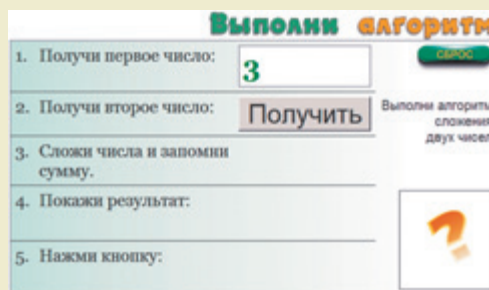 Выполни алгоритм
1. Получи первое число:
3
СБРОС
2. Получи второе число:
Получить
Выполни алгоритм
сложения
двух чисел
3. Сложи числа и запомни
сумму.
4. Покажи результат:
?
5. Нажми кнопку: